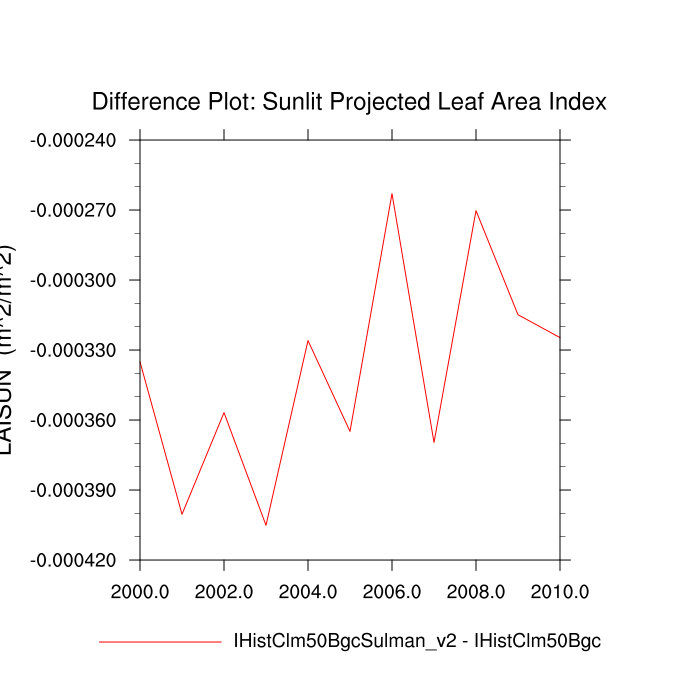 Difference Plot: Sunlit Projected Leaf Area Index
-0.000240
-0.000270
-0.000300
-0.000330
-0.000360
-0.000390
-0.000420
LAISUN (m^2/m^2)
2000.0 2002.0 2004.0 2006.0 2008.0 2010.0
IHistClm50BgcSulman_v2 - IHistClm50Bgc